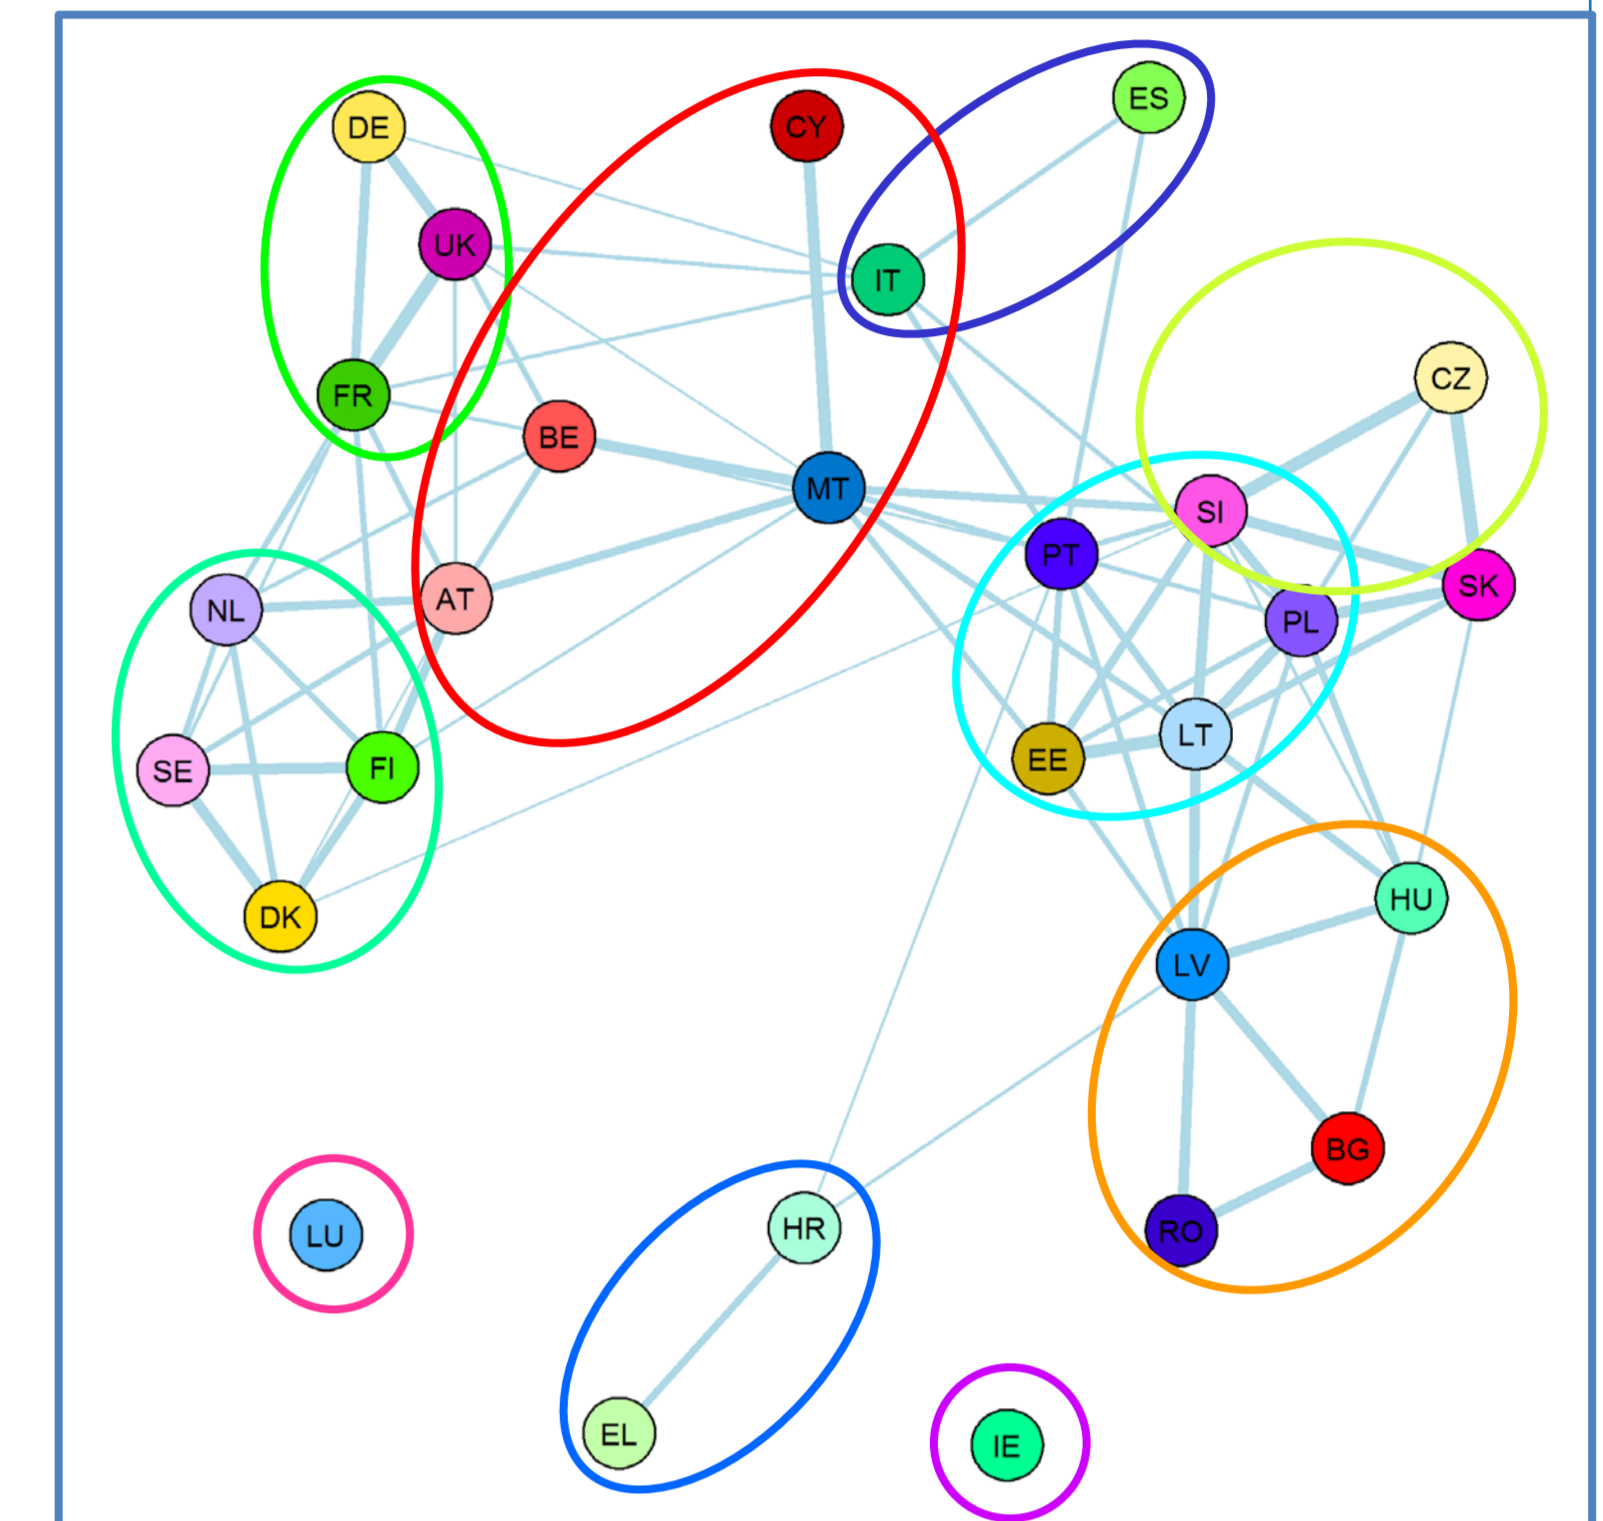 ES
DE
CY
UK
IT
CZ
FR
BE
MT
SI
PT
SK
NL
AT
PL
LT
EE
SE
FI
HU
DK
LV
BG
HR
RO
LU
EL
IE